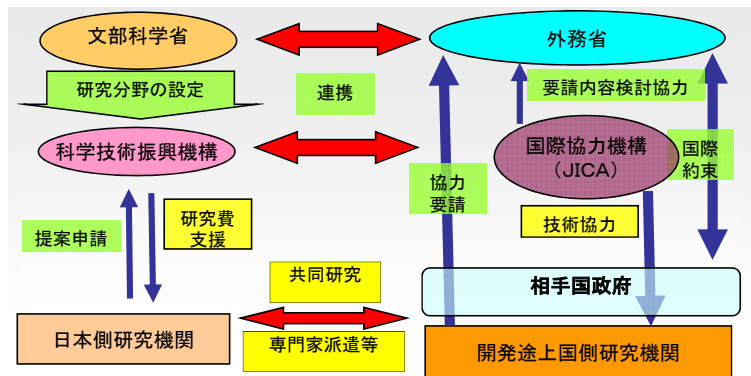 文部科学省
外務省
研究分野の設定
連携
要請内容検討協力
科学技術振興機構
国際協力機構
（JICA）
国際
約束
協力
要請
提案申請
研究費
支援
技術協力
共同研究
相手国政府
日本側研究機関
専門家派遣等
開発途上国側研究機関